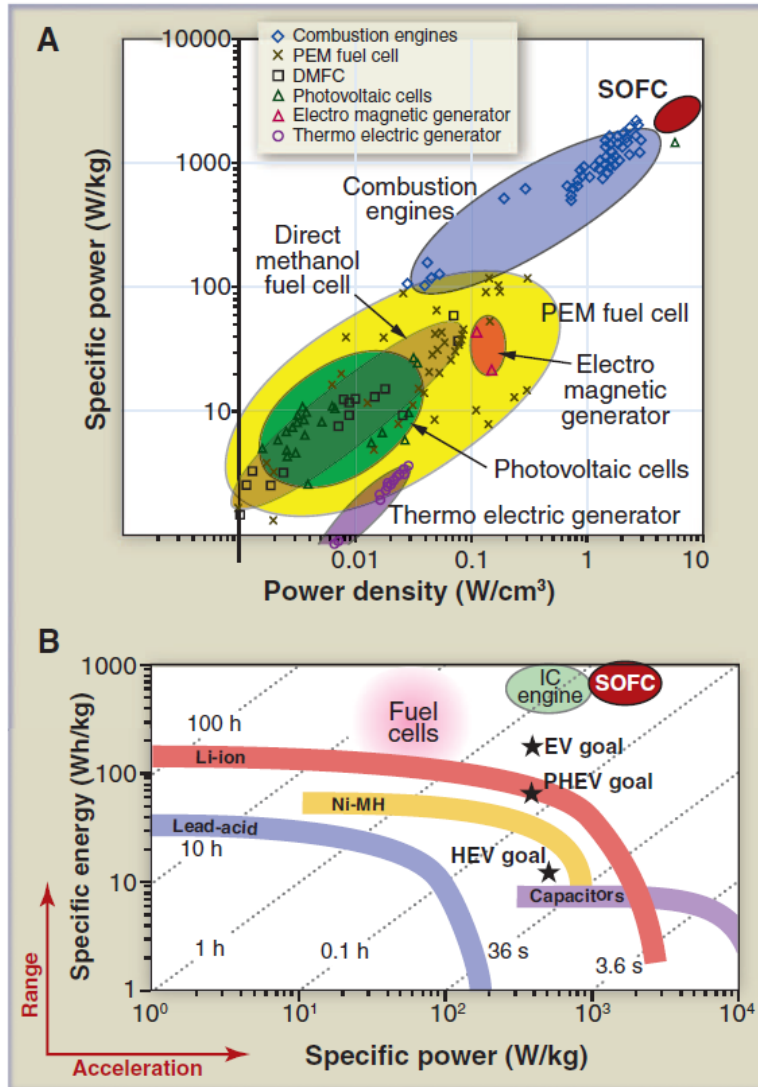 A
Combustion engines
PEM fuel cell
DMFC
Photovoltaic cells
Electro magnetic generator
Thermo electric generator
SOFC
Combustion
engines
Direct
methanol
fuel cell
PEM fuel cell
Electro
magnetic
generator
Photovoltaic cells
Thermo electric generator
Specific power (W/kg)
10000
1000
100
10
0.01
0.1
1
10
Power density (W/cm³)
B
Specific energy (Wh/kg)
1000
100
10
1
100 h
Fuel
cells
IC
engine
SOFC
EV goal
Li-ion
PHEV goal
Ni-MH
Lead-acid
10 h
HEV goal
Capacitors
1 h
0.1 h
36 s
3.6 s
10⁰
10¹
10²
10³
10⁴
Range
Acceleration
Specific power (W/kg)